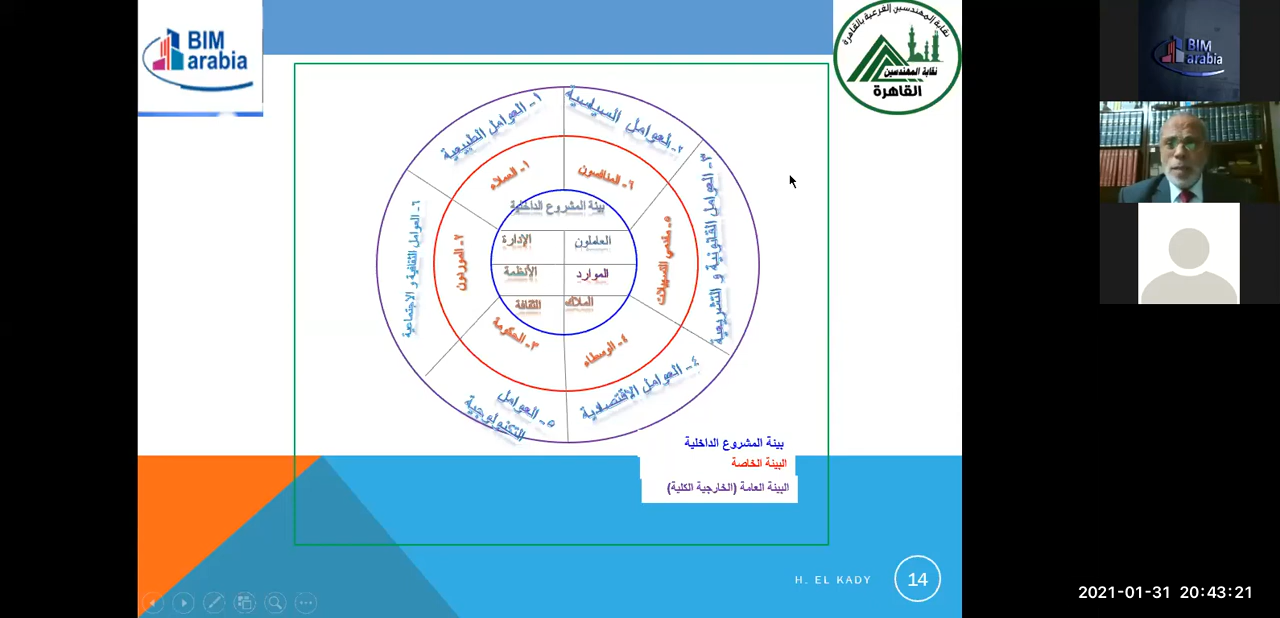 BIM
arabia
نقابة المهندسين الفرعية بالقاهرة
نقابة المهندسين
القاهرة
BIM
arabia
١- العوامل الطبيعية
٢- العوامل السياسية
٣- العوامل القانونية و التشريعية
٤- العوامل الاقتصادية
٥- العوامل
التكنولوجية
٦- العوامل الثقافية و الاجتماعية
١- العملاء
٢- الموردون
٣- الحكومة
٤- الوسطاء
٥- مقدمي التسهيلات
٦- المنافسون
بيئة المشروع الداخلية
العاملون
الإدارة
الموارد
الأنظمة
الملاك
الثقافة
بيئة المشروع الداخلية
البيئة الخاصة
البيئة العامة (الخارجية الكلية)
H. EL KADY
14
2021-01-31 20:43:21